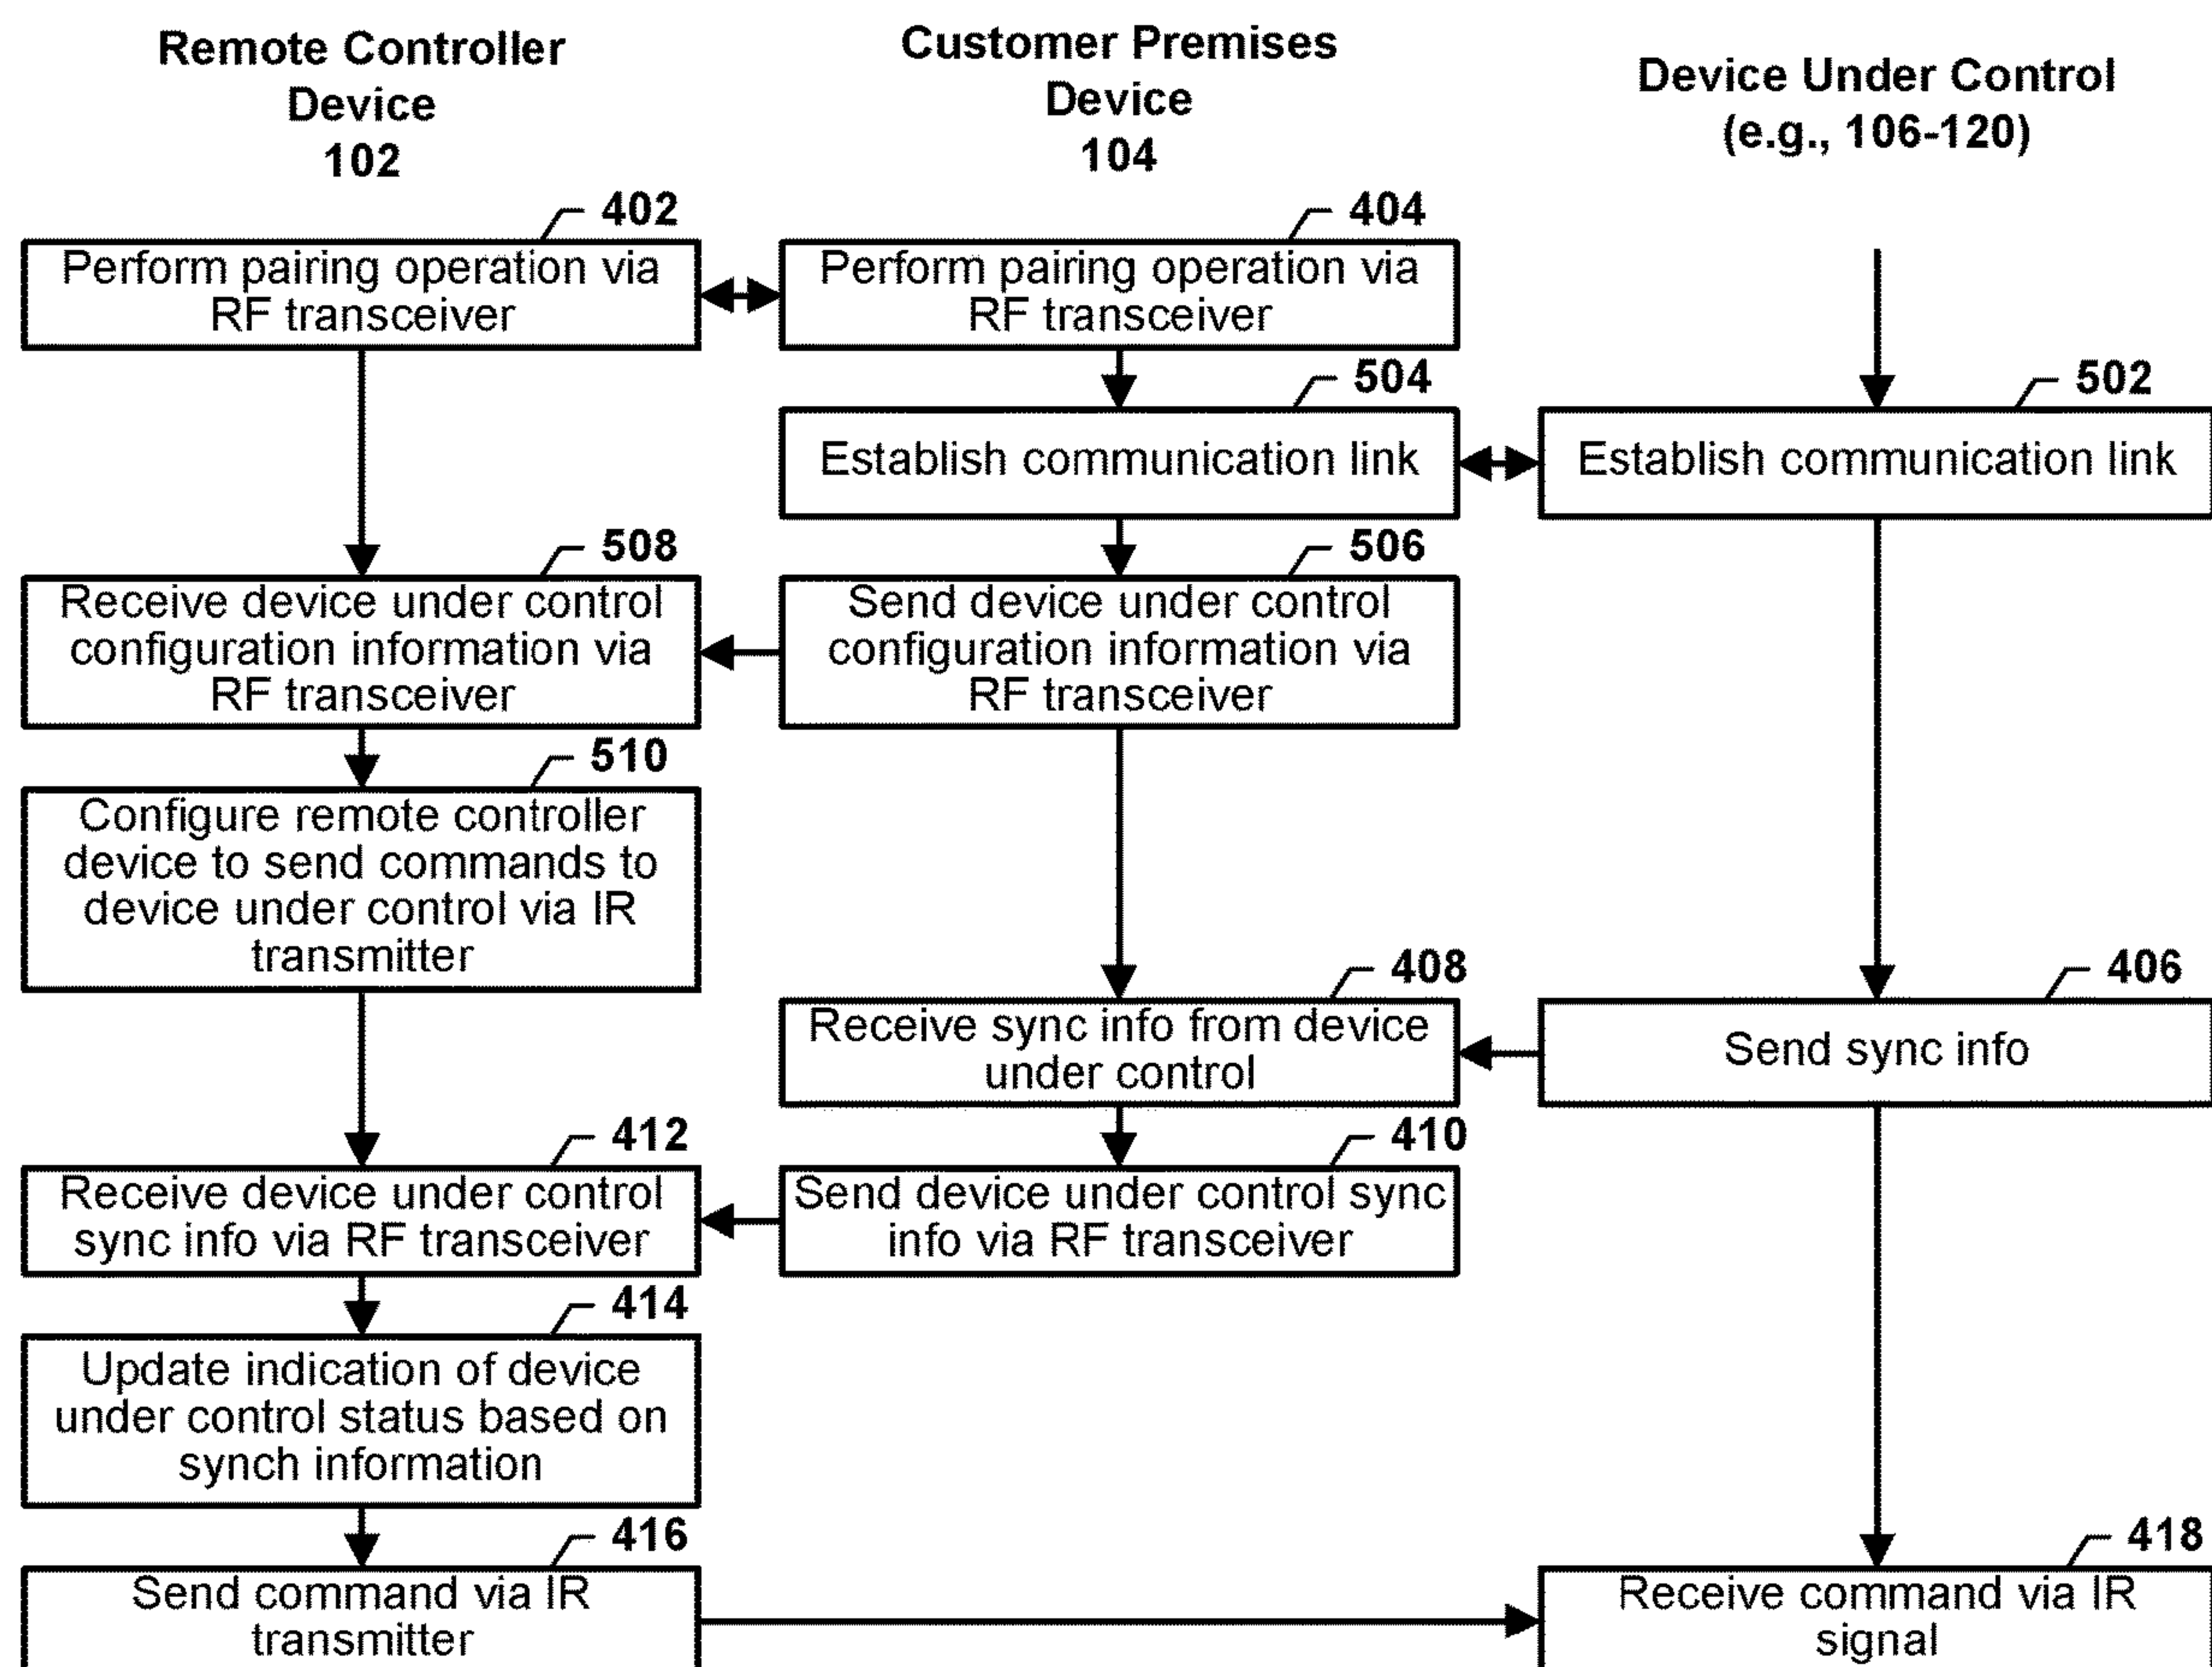 Remote Controller
Device
102
Customer Premises
Device
104
Device Under Control
(e.g., 106-120)
402
Perform pairing operation via
RF transceiver
404
Perform pairing operation via
RF transceiver
504
Establish communication link
502
Establish communication link
508
Receive device under control
configuration information via
RF transceiver
506
Send device under control
configuration information via
RF transceiver
510
Configure remote controller
device to send commands to
device under control via IR
transmitter
408
Receive sync info from device
under control
406
Send sync info
412
Receive device under control
sync info via RF transceiver
410
Send device under control sync
info via RF transceiver
414
Update indication of device
under control status based on
synch information
416
Send command via IR
transmitter
418
Receive command via IR
signal